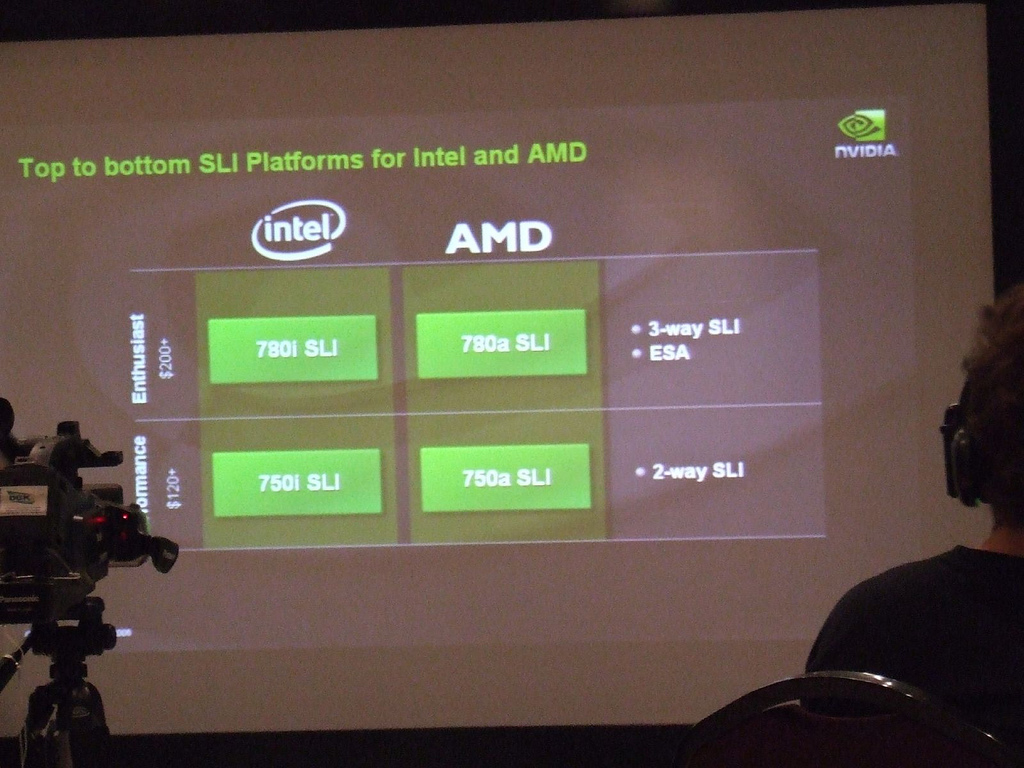 Top to bottom SLI Platforms for Intel and AMD
NVIDIA
intel
AMD
Enthusiast
$200+
780i SLI
780a SLI
• 3-way SLI
• ESA
ormance
$120+
750i SLI
750a SLI
• 2-way SLI
Panasonic